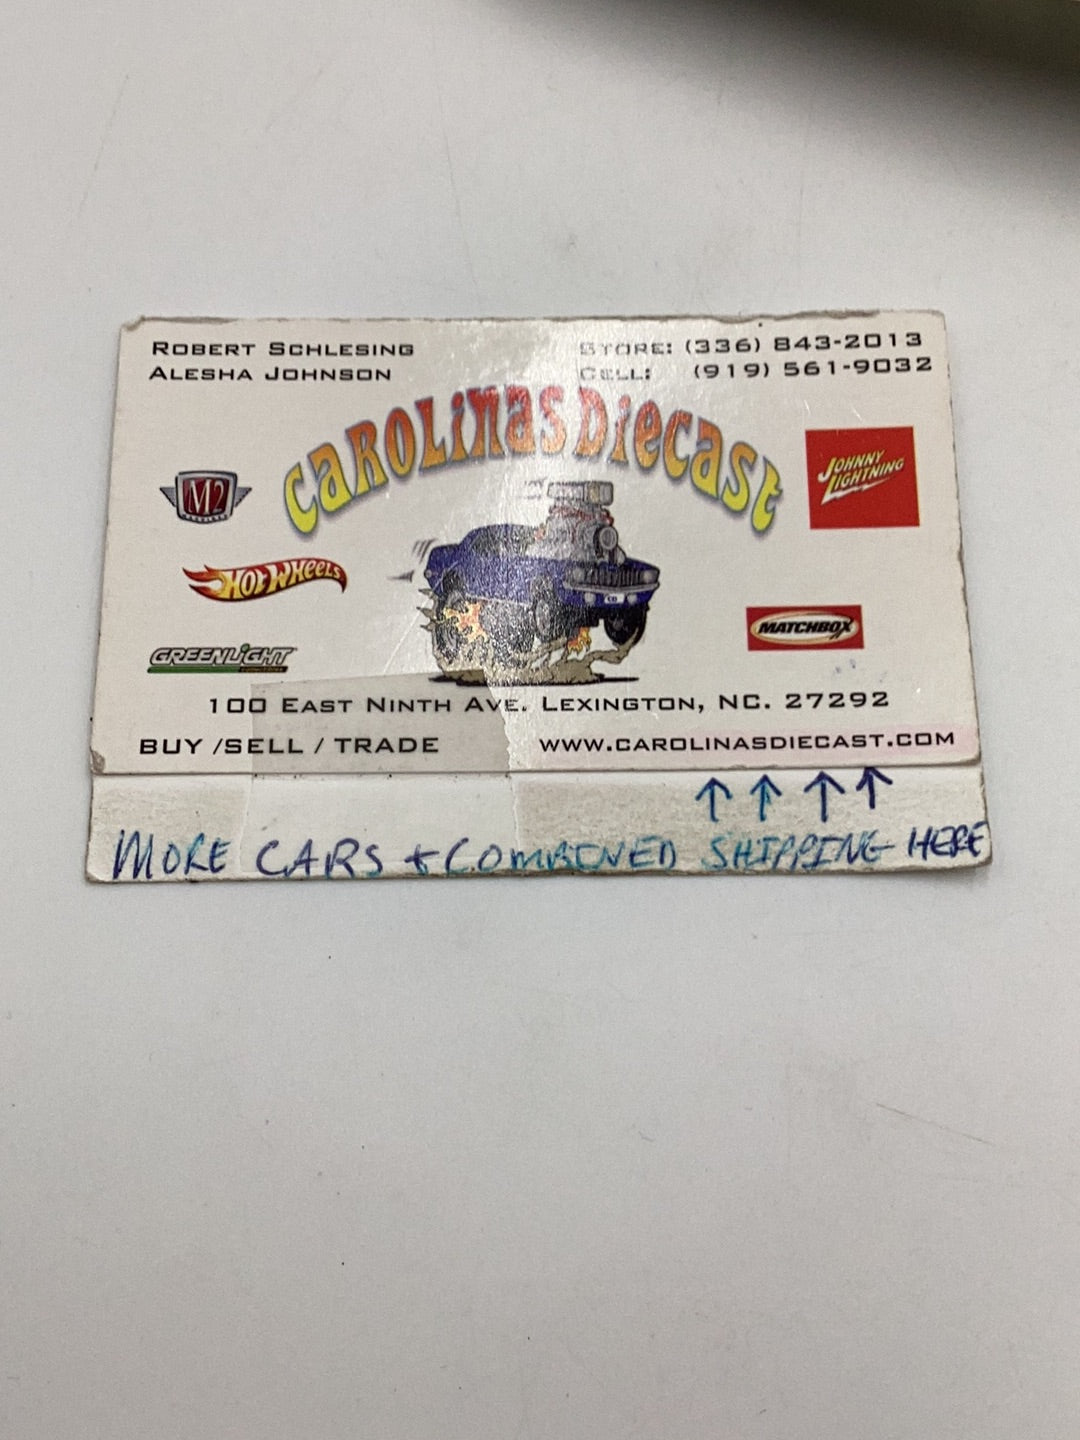 ROBERT SCHLESING
ALESHA JOHNSON
STORE: (336) 843-2013
CELL: (919) 561-9032
CAROLINAS DIECAST
M2
JOHNNY LIGHTNING
HOT WHEELS
MATCHBOX
GREENLIGHT
100 EAST NINTH AVE. LEXINGTON, NC. 27292
BUY /SELL / TRADE
WWW.CAROLINASDIECAST.COM
MORE CARS + COMBINED SHIPPING HERE